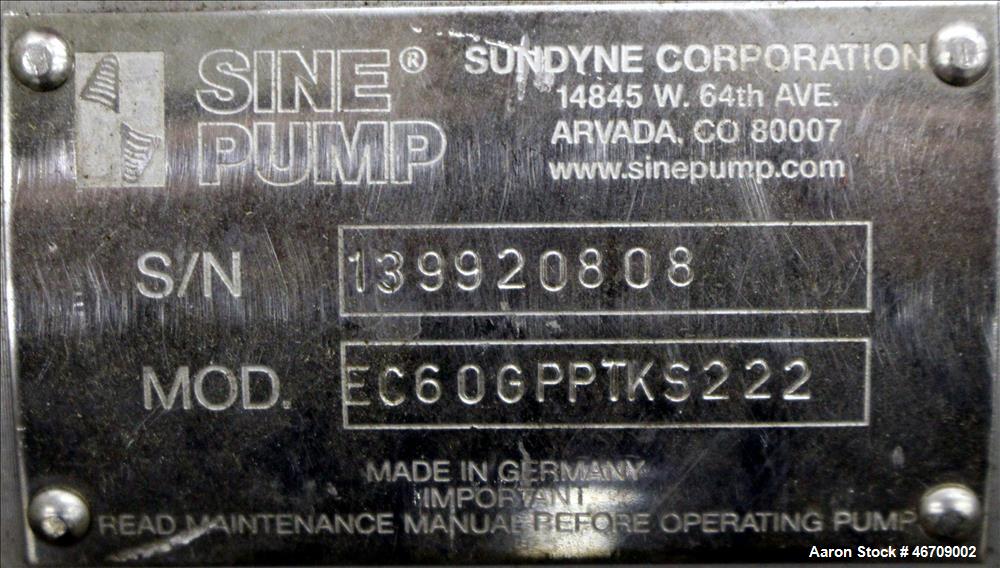 SINE®
PUMP
SUNDYNE CORPORATION
14845 W. 64th AVE.
ARVADA, CO 80007
www.sinepump.com
S/N 139920808
MOD. EC60GPPTKS222
MADE IN GERMANY
IMPORTANT
READ MAINTENANCE MANUAL BEFORE OPERATING PUMP
Aaron Stock # 46709002